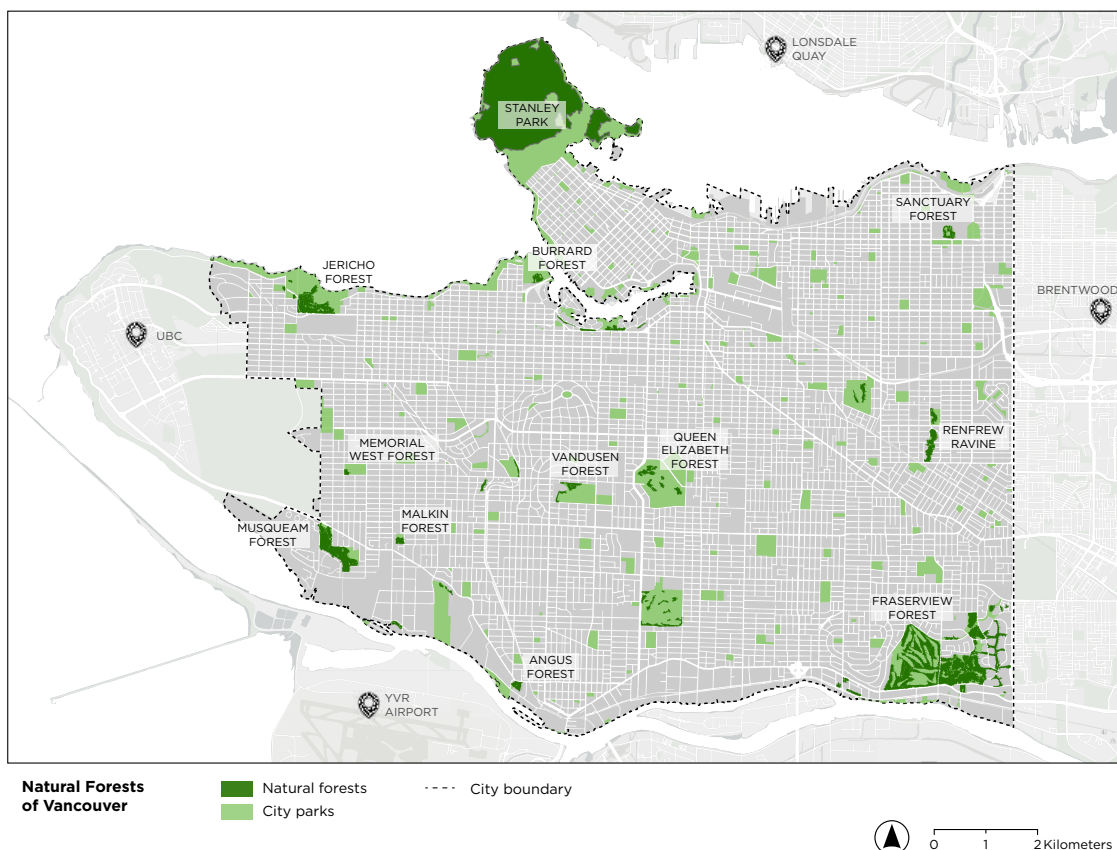 LONSDALE
QUAY
STANLEY
PARK
SANCTUARY
FOREST
BURRARD
FOREST
JERICHO
FOREST
BRENTWOOD
UBC
MEMORIAL
WEST FOREST
VANDUSEN
FOREST
QUEEN
ELIZABETH
FOREST
RENFREW
RAVINE
MALKIN
FOREST
MUSQUEAM
FOREST
FRASERVIEW
FOREST
ANGUS
FOREST
YVR
AIRPORT
Natural Forests
of Vancouver
Natural forests
City parks
City boundary
0 1 2 Kilometers